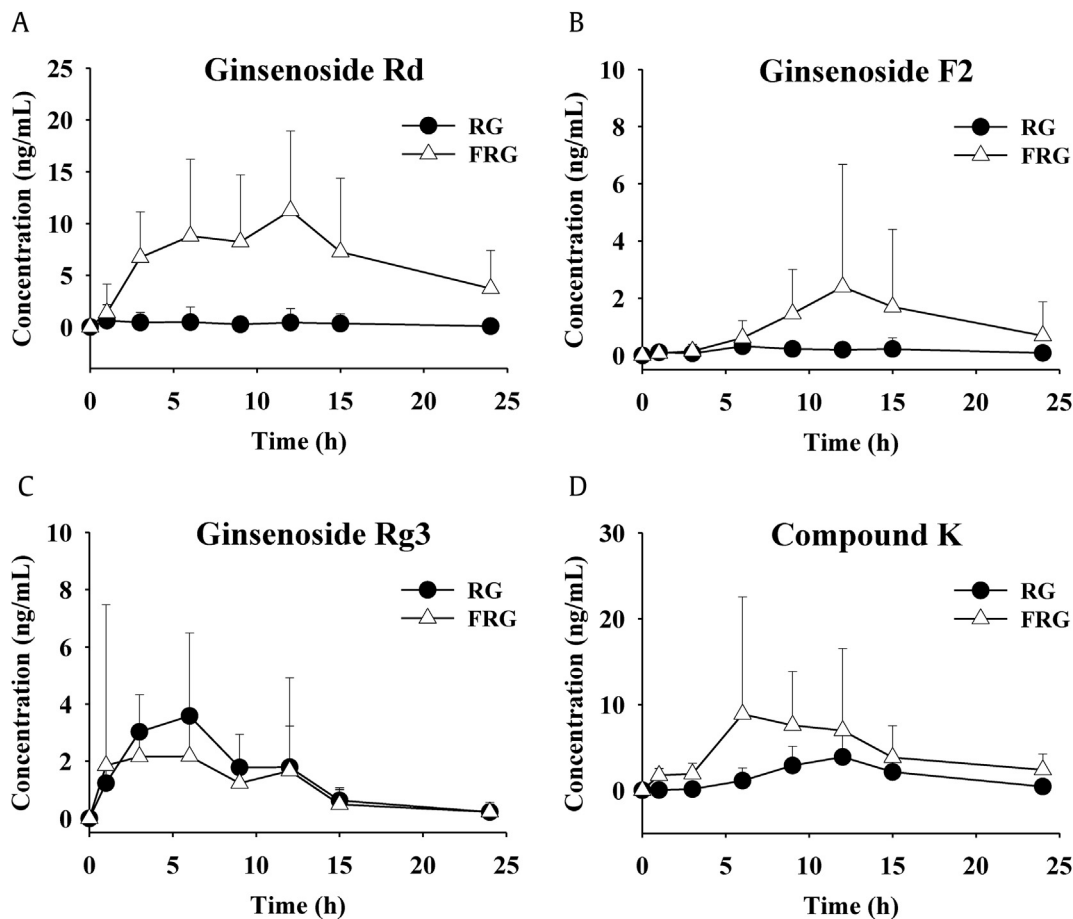 A
Ginsenoside Rd
RG
FRG
Concentration (ng/mL)
25
20
15
10
5
0
0 5 10 15 20 25
Time (h)
B
Ginsenoside F2
RG
FRG
Concentration (ng/mL)
10
8
6
4
2
0
0 5 10 15 20 25
Time (h)
C
Ginsenoside Rg3
RG
FRG
Concentration (ng/mL)
10
8
6
4
2
0
0 5 10 15 20 25
Time (h)
D
Compound K
RG
FRG
Concentration (ng/mL)
30
20
10
0
0 5 10 15 20 25
Time (h)